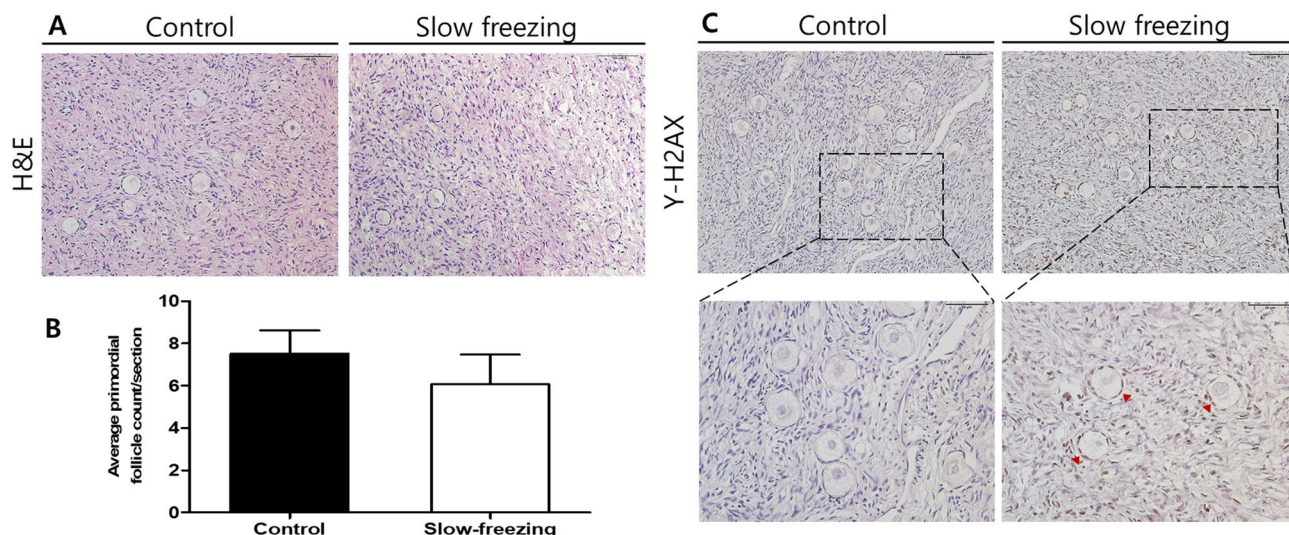 A
Control
Slow freezing
H&E
B
Average primordial
follicle count/section
10
8
6
4
2
0
Control
Slow-freezing
C
Control
Slow freezing
Y-H2AX